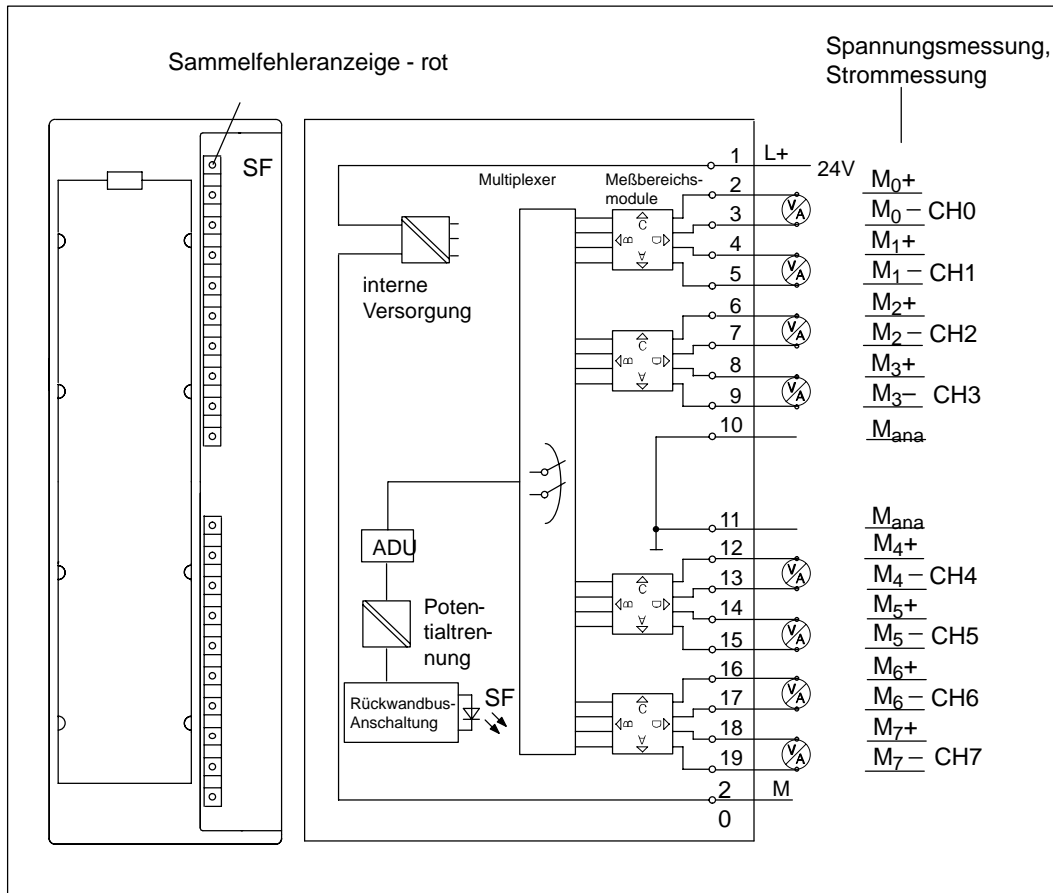 Sammelfehleranzeige - rot
Spannungsmessung,
Strommessung
SF
Multiplexer
Meßbereichs-
module
interne
Versorgung
ADU
Poten-
tialtren-
nung
Rückwandbus-
Anschaltung
SF
C
B D
A
C
B D
A
C
B D
A
C
B D
A
1 L+ 24V
2 M0+
3 V A M0– CH0
4 M1+
5 V A M1– CH1
6 M2+
7 V A M2– CH2
8 M3+
9 V A M3– CH3
10 Mana
11 Mana
12 M4+
13 V A M4– CH4
14 M5+
15 V A M5– CH5
16 M6+
17 V A M6– CH6
18 M7+
19 V A M7– CH7
2 M
0